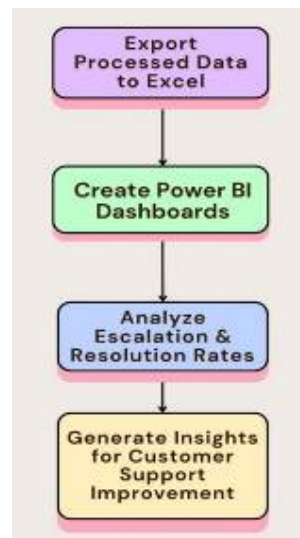 Export
Processed Data
to Excel
Create Power BI
Dashboards
Analyze
Escalation &
Resolution Rates
Generate Insights
for Customer
Support
Improvement